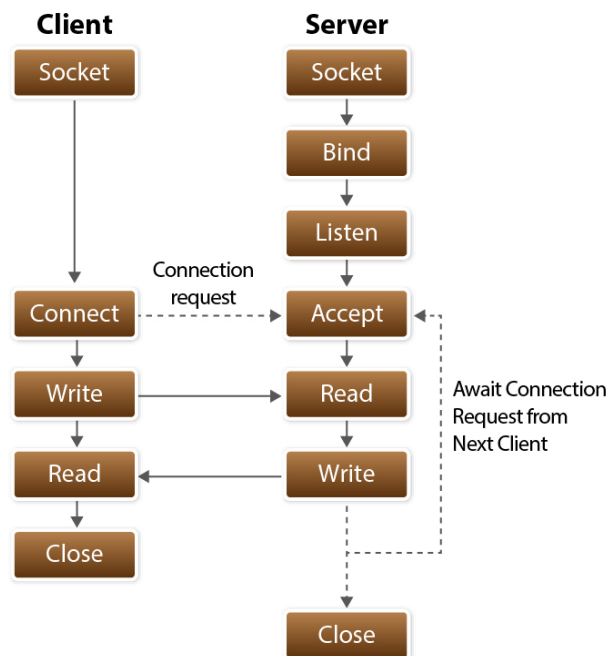 Client
Server
Socket
Socket
Bind
Listen
Connection
request
Connect
Accept
Write
Read
Await Connection
Request from
Next Client
Read
Write
Close
Close